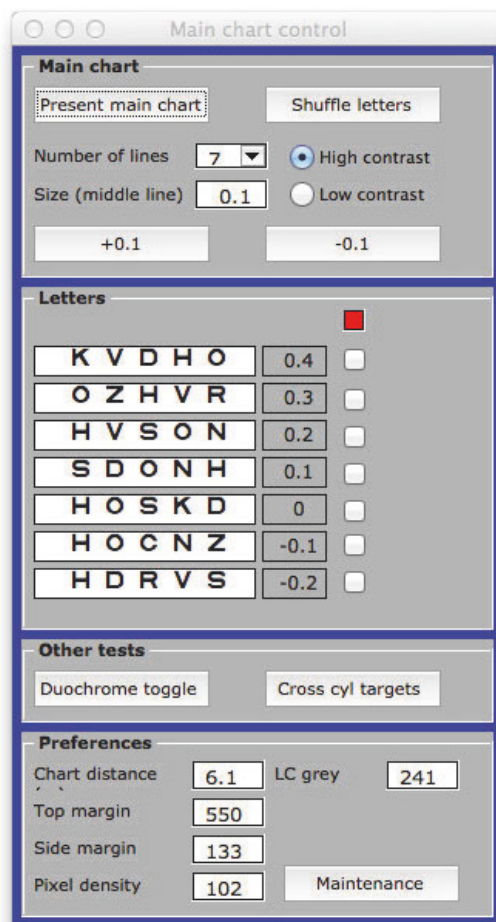 Main chart control
Main chart
Present main chart Shuffle letters
Number of lines 7 High contrast
Size (middle line) 0.1 Low contrast
+0.1 -0.1
Letters
K V D H O 0.4
O Z H V R 0.3
H V S O N 0.2
S D O N H 0.1
H O S K D 0
H O C N Z -0.1
H D R V S -0.2
Other tests
Duochrome toggle Cross cyl targets
Preferences
Chart distance 6.1 LC grey 241
Top margin 550
Side margin 133
Pixel density 102 Maintenance